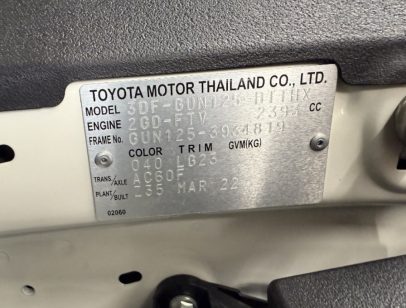 TOYOTA MOTOR THAILAND CO., LTD.
MODEL 3DF-GUN125-DTTHX
ENGINE 2GD-FTV 2393 CC
FRAME NO. GUN125-3934819
COLOR TRIM GVM(KG)
040 LG23
TRANS./AXLE AC60F
PLANT/BUILT L35 MAR 22
02060